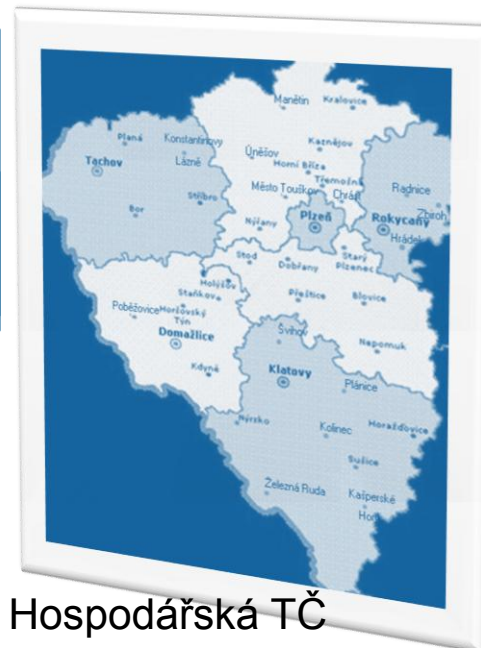 Manětín Kralovice
Planá Konstantinovy Lázně
Kaznějov
Úněšov
Horní Bříza
Tachov
Třemošná
Město Touškov
Chrást
Radnice
Zbiroh
Stříbro
Bor
Plzeň
Rokycany
Nýřany
Hrádek
Stod
Starý Plzenec
Dobřany
Holýšov
Staňkov
Přeštice
Blovice
Poběžovice
Horšovský Týn
Domažlice
Švihov
Nepomuk
Kdyně
Klatovy
Plánice
Nýrsko
Kolinec
Horažďovice
Sušice
Železná Ruda
Kašperské
Hory
Hospodářská TČ